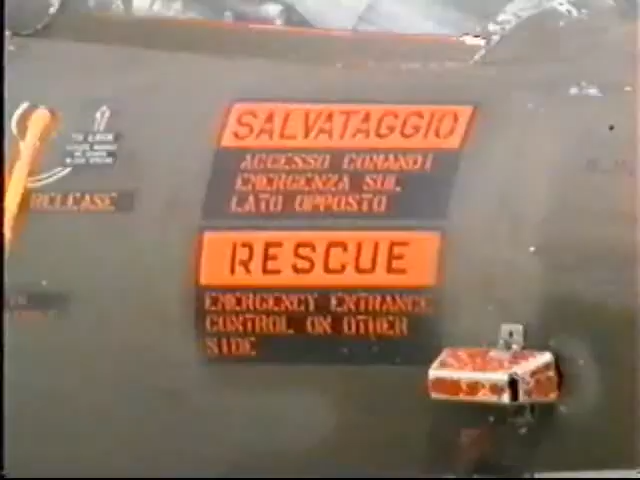 SALVATAGGIO
ACCESSO COMANDI
EMERGENZA SUL
LATO OPPOSTO
RELEASE
RESCUE
EMERGENCY ENTRANCE
CONTROL ON OTHER
SIDE